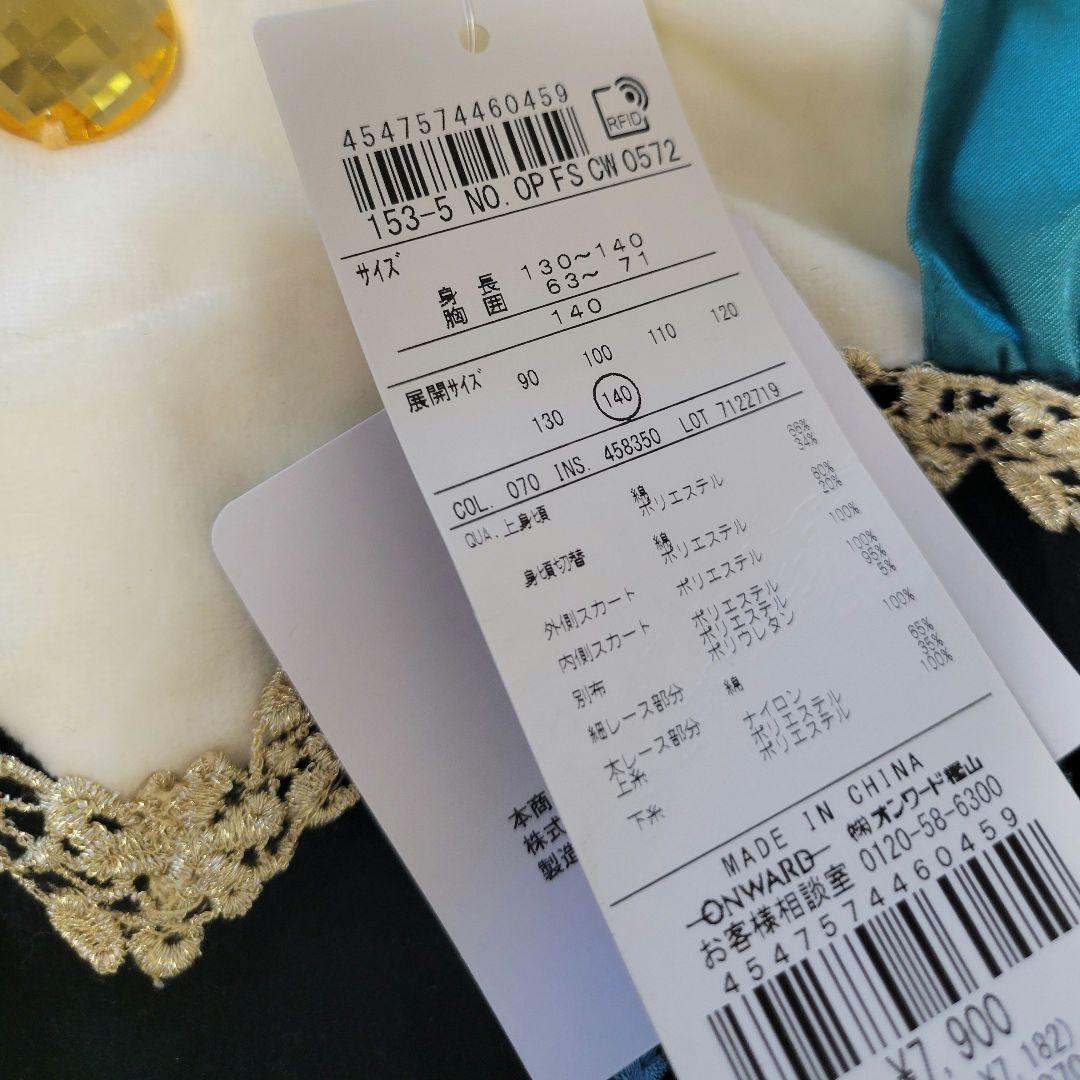 4547574460459
RFID
153-5 NO. OP FS CW 0572
サイズ
身長 130～140
胸囲 63～ 71
140
展開サイズ 90 100 110 120
130 140
COL. 070 INS. 458350 LOT 7122719
QUA. 上身頃 綿 66%
ポリエステル 34%
身頃切替 綿 80%
ポリエステル 20%
外側スカート ポリエステル 100%
内側スカート ポリエステル 100%
別布 ポリエステル 95%
ポリウレタン 5%
細レース部分 綿 100%
太レース部分 ナイロン 65%
上糸 ポリエステル 35%
下糸 ポリエステル 100%
MADE IN CHINA
ONWARD ㈱オンワード樫山
お客様相談室 0120-58-6300
4547574460459
¥7,900
¥7,182)
本商
株式
製造